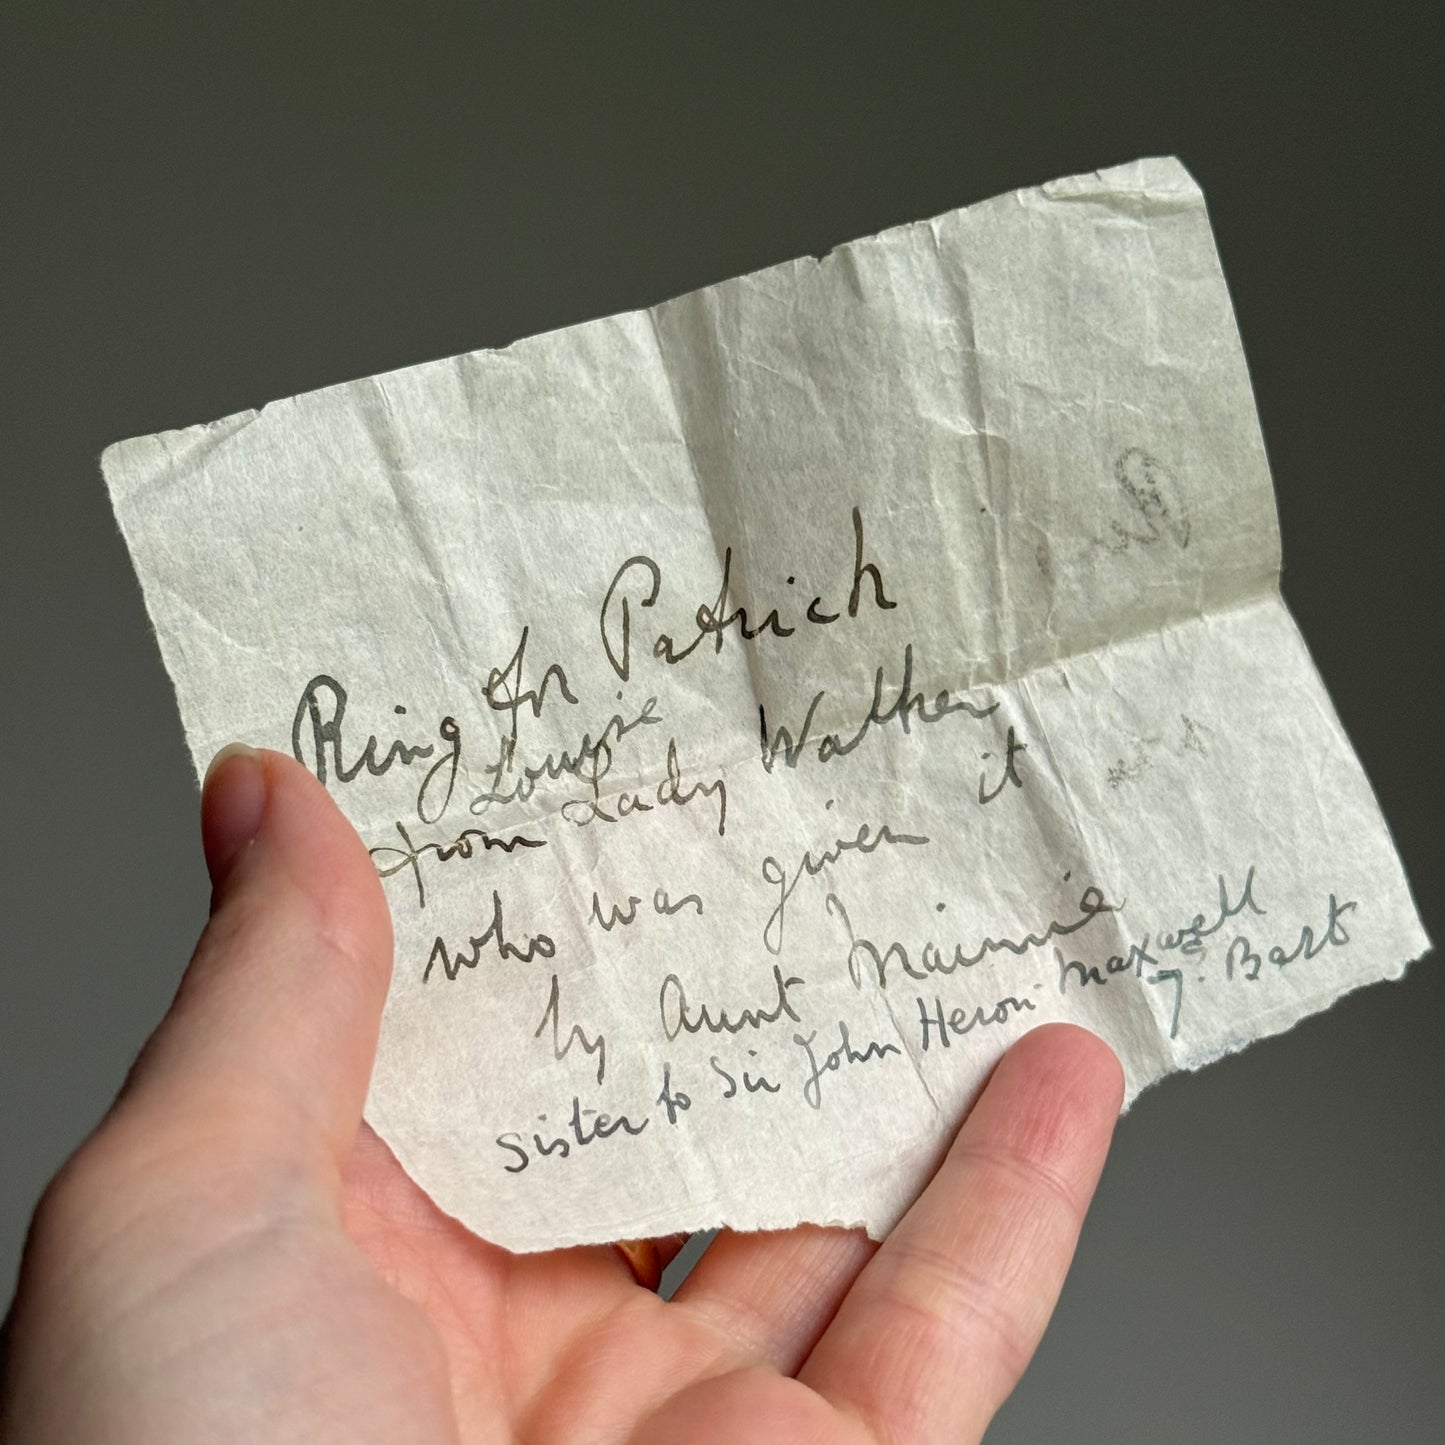 Ring for Patrick
Louise
from Lady Walker
who was given it
by Aunt Mainie
sister to Sir John Heron-Maxwell
7. Bart